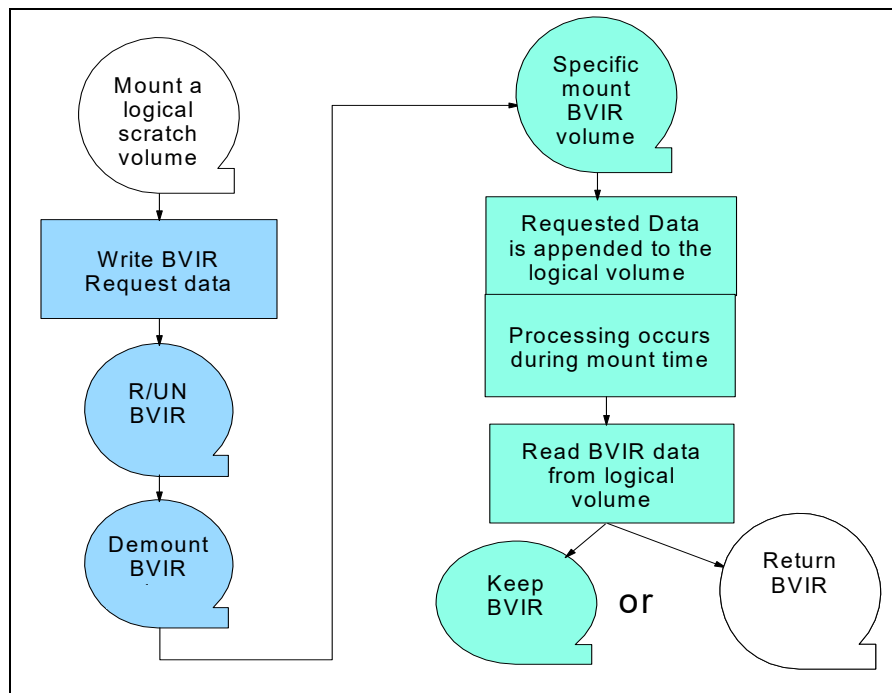 Mount a
logical
scratch
volume
Write BVIR
Request data
R/UN
BVIR
Demount
BVIR
Specific
mount
BVIR
volume
Requested Data
is appended to the
logical volume
Processing occurs
during mount time
Read BVIR data
from logical
volume
Keep
BVIR
or
Return
BVIR